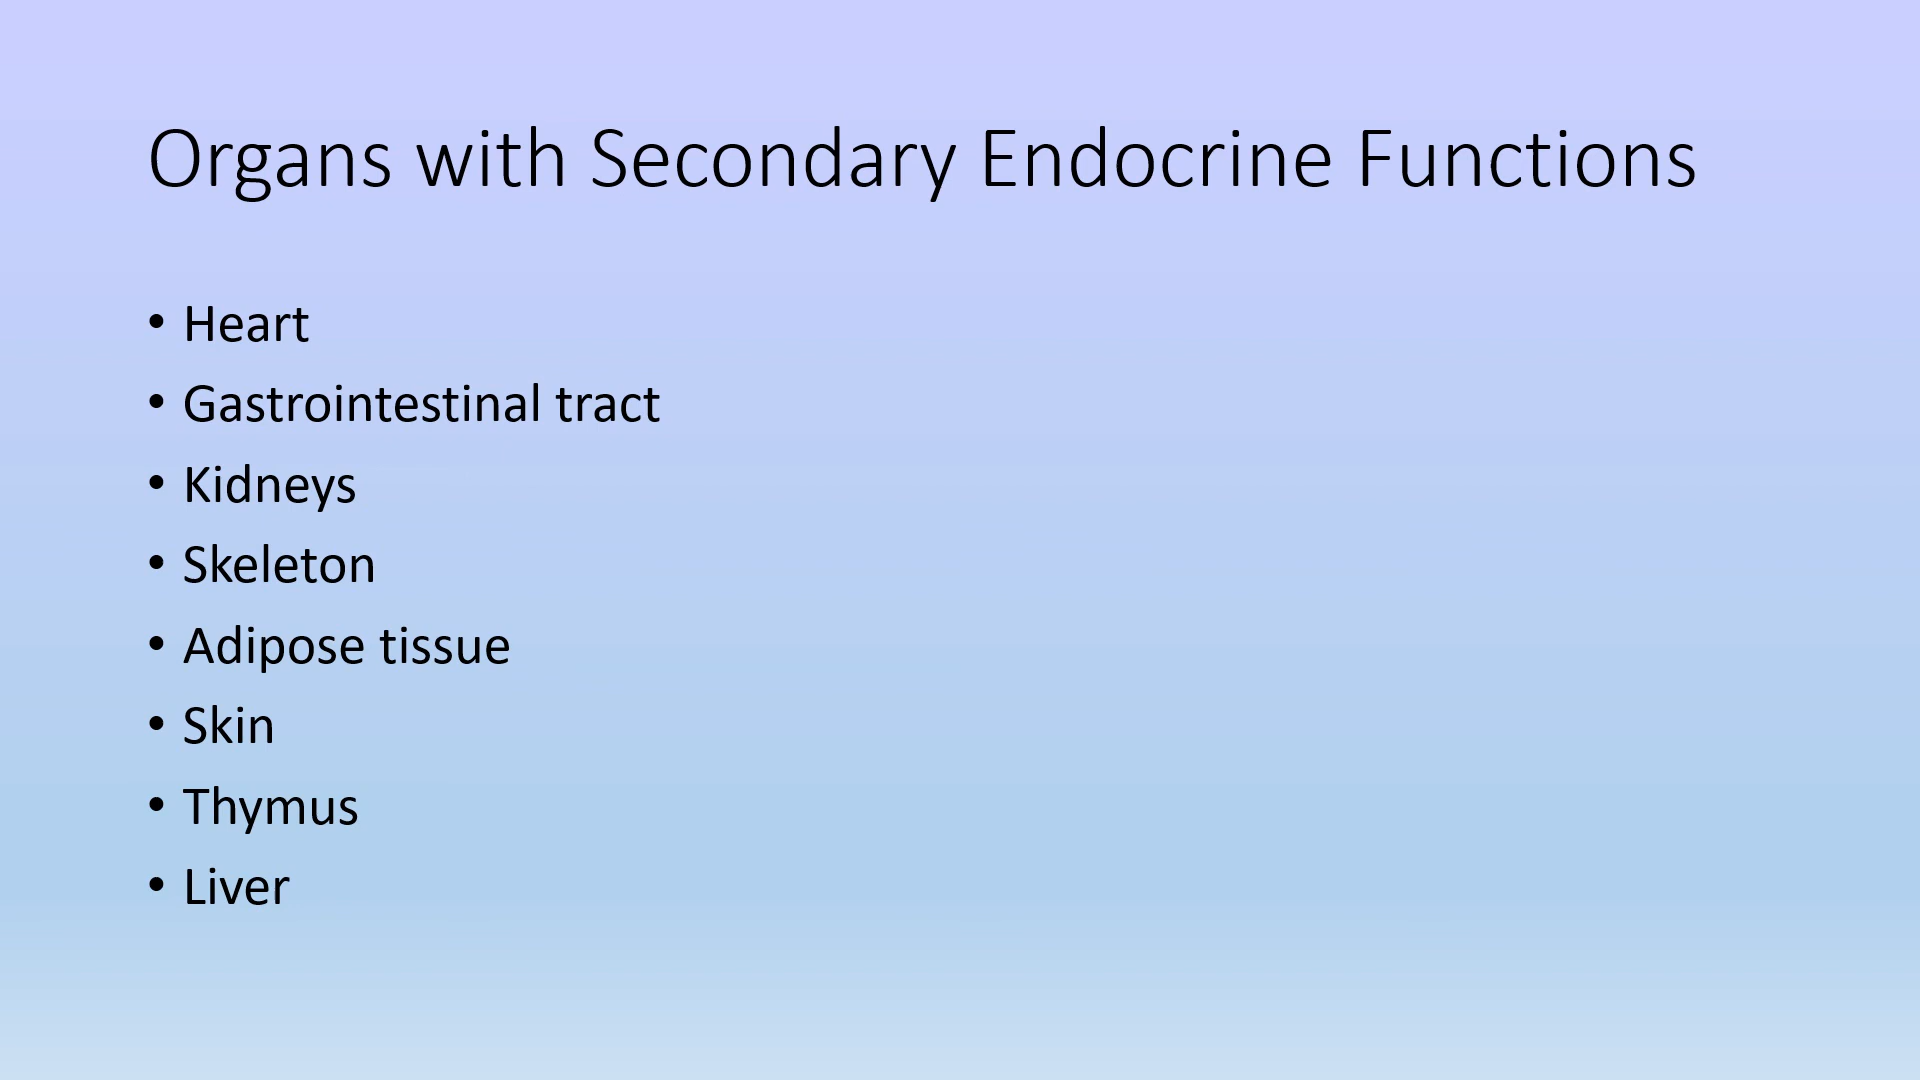 Organs with Secondary Endocrine Functions
• Heart
• Gastrointestinal tract
• Kidneys
• Skeleton
• Adipose tissue
• Skin
• Thymus
• Liver